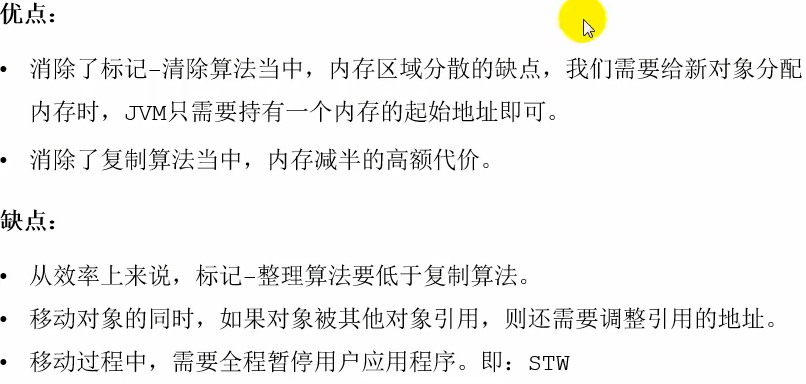 优点：
• 消除了标记-清除算法当中，内存区域分散的缺点，我们需要给新对象分配
内存时，JVM只需要持有一个内存的起始地址即可。
• 消除了复制算法当中，内存减半的高额代价。
缺点：
• 从效率上来说，标记-整理算法要低于复制算法。
• 移动对象的同时，如果对象被其他对象引用，则还需要调整引用的地址。
• 移动过程中，需要全程暂停用户应用程序。即：STW